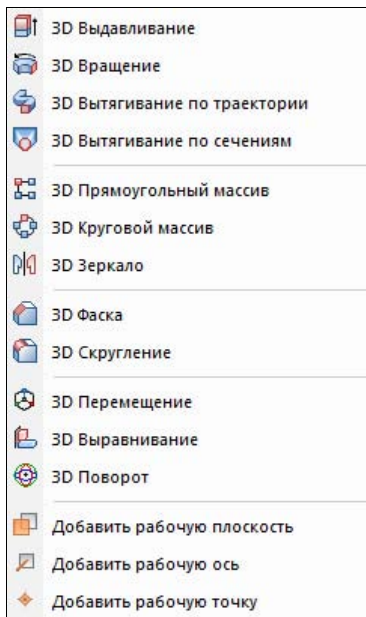 3D Выдавливание
3D Вращение
3D Вытягивание по траектории
3D Вытягивание по сечениям
3D Прямоугольный массив
3D Круговой массив
3D Зеркало
3D Фаска
3D Скругление
3D Перемещение
3D Выравнивание
3D Поворот
Добавить рабочую плоскость
Добавить рабочую ось
Добавить рабочую точку